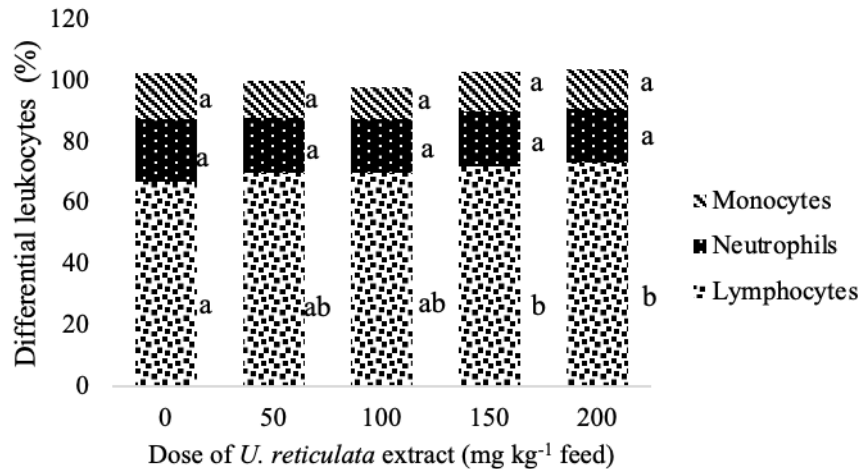 120
100
80
60
40
20
0
Differential leukocytes (%)
a a a a a
a a a a a
a ab ab b b
Monocytes
Neutrophils
Lymphocytes
0 50 100 150 200
Dose of U. reticulata extract (mg kg⁻¹ feed)